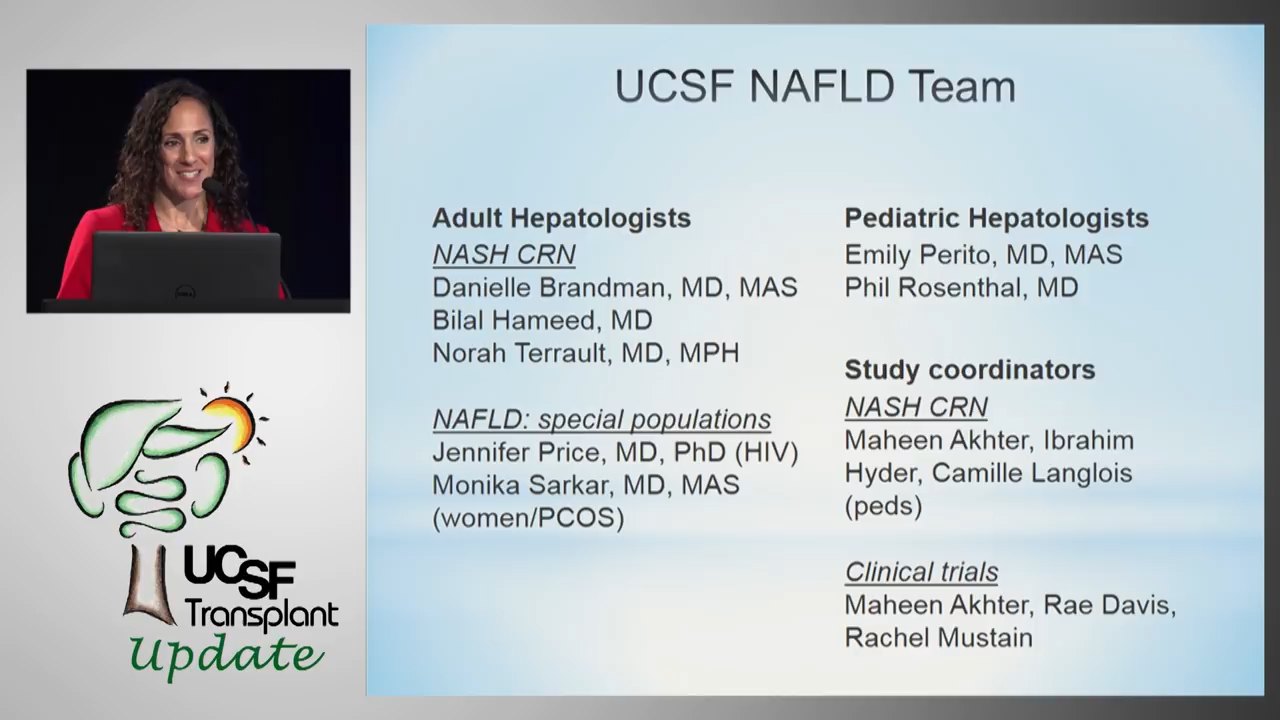 UCSF NAFLD Team
Adult Hepatologists
NASH CRN
Danielle Brandman, MD, MAS
Bilal Hameed, MD
Norah Terrault, MD, MPH
NAFLD: special populations
Jennifer Price, MD, PhD (HIV)
Monika Sarkar, MD, MAS
(women/PCOS)
Pediatric Hepatologists
Emily Perito, MD, MAS
Phil Rosenthal, MD
Study coordinators
NASH CRN
Maheen Akhter, Ibrahim
Hyder, Camille Langlois
(peds)
Clinical trials
Maheen Akhter, Rae Davis,
Rachel Mustain
DELL
UCSF
Transplant
Update